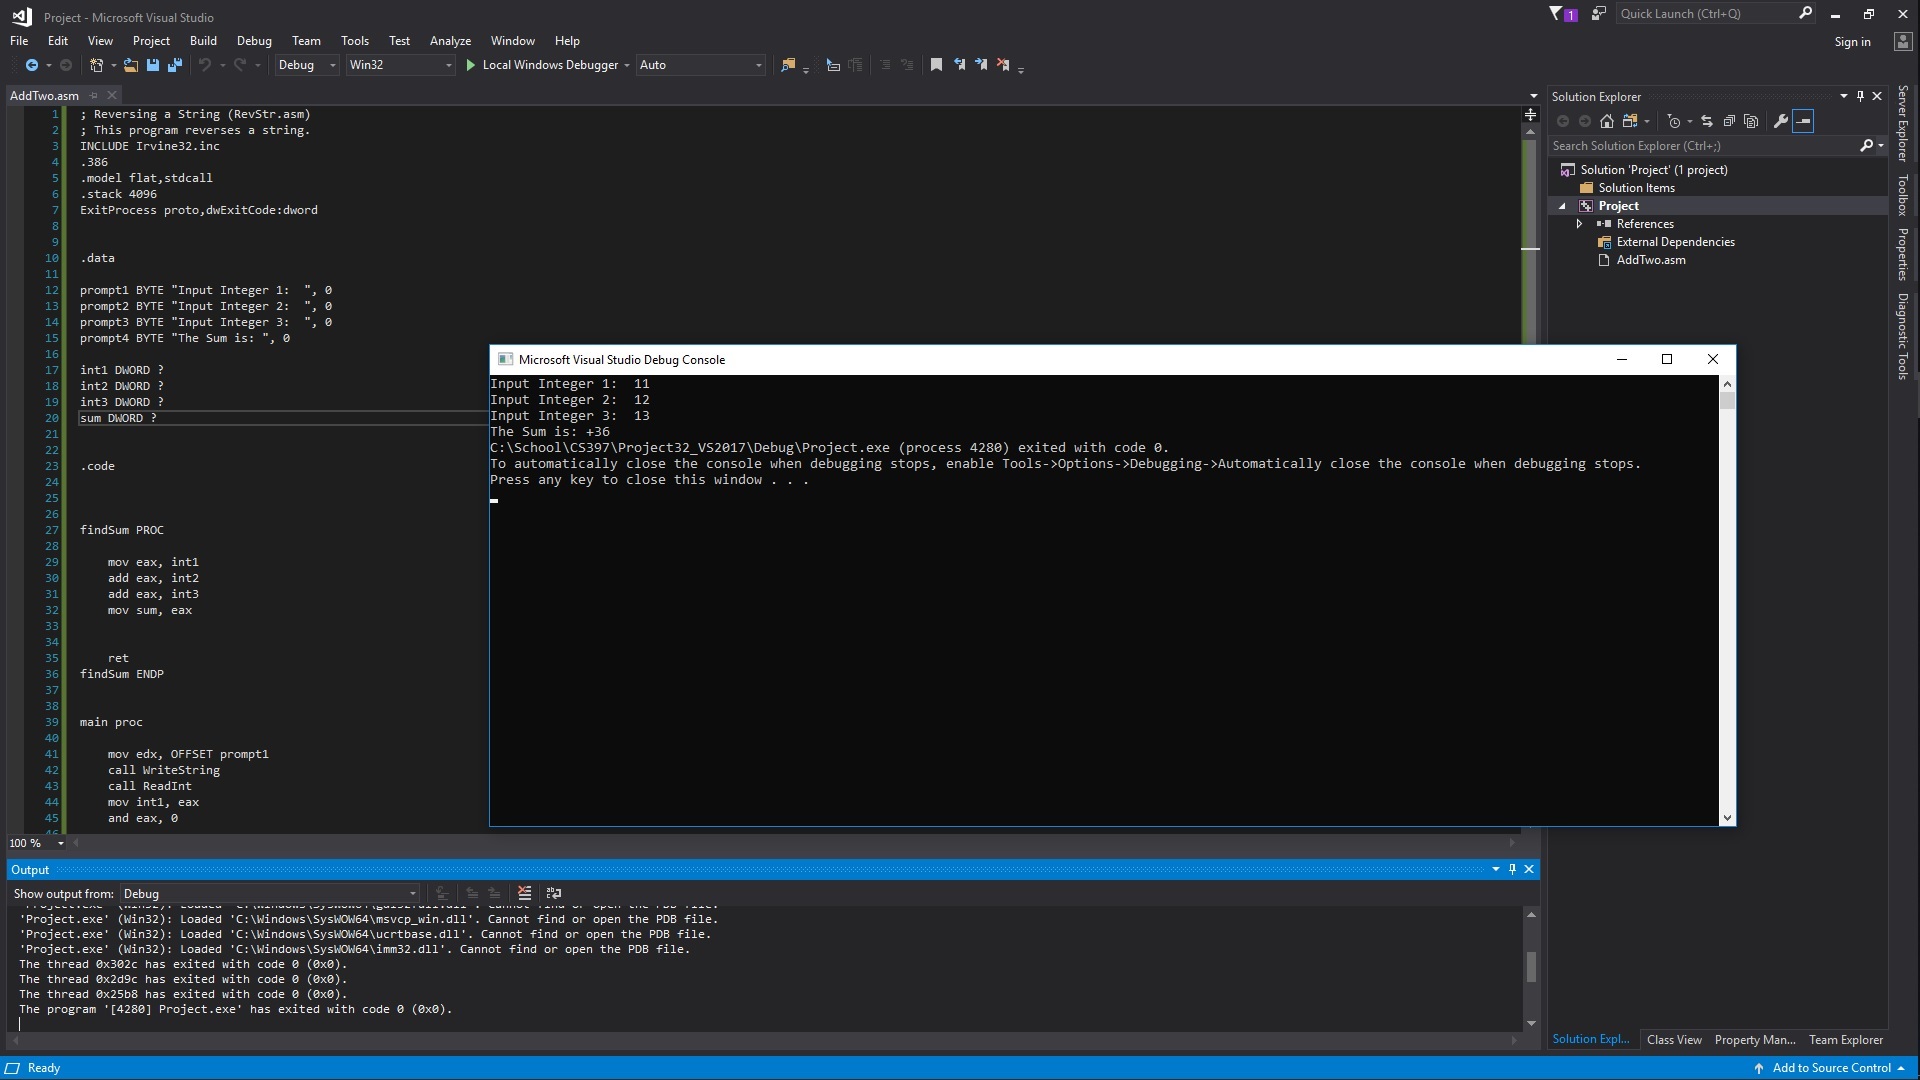 Project - Microsoft Visual Studio
1
Quick Launch (Ctrl+Q)
File Edit View Project Build Debug Team Tools Test Analyze Window Help
Sign in
Debug Win32 Local Windows Debugger Auto
AddTwo.asm
1 ; Reversing a String (RevStr.asm)
2 ; This program reverses a string.
3 INCLUDE Irvine32.inc
4 .386
5 .model flat,stdcall
6 .stack 4096
7 ExitProcess proto,dwExitCode:dword
8
9
10 .data
11
12 prompt1 BYTE "Input Integer 1:  ", 0
13 prompt2 BYTE "Input Integer 2:  ", 0
14 prompt3 BYTE "Input Integer 3:  ", 0
15 prompt4 BYTE "The Sum is: ", 0
16
17 int1 DWORD ?
18 int2 DWORD ?
19 int3 DWORD ?
20 sum DWORD ?
21
22
23 .code
24
25
26
27 findSum PROC
28
29 mov eax, int1
30 add eax, int2
31 add eax, int3
32 mov sum, eax
33
34
35 ret
36 findSum ENDP
37
38
39 main proc
40
41 mov edx, OFFSET prompt1
42 call WriteString
43 call ReadInt
44 mov int1, eax
45 and eax, 0
46
100 %
Microsoft Visual Studio Debug Console
Input Integer 1:  11
Input Integer 2:  12
Input Integer 3:  13
The Sum is: +36
C:\School\CS397\Project32_VS2017\Debug\Project.exe (process 4280) exited with code 0.
To automatically close the console when debugging stops, enable Tools->Options->Debugging->Automatically close the console when debugging stops.
Press any key to close this window . . .
Solution Explorer
Search Solution Explorer (Ctrl+;)
Solution 'Project' (1 project)
Solution Items
Project
References
External Dependencies
AddTwo.asm
Server Explorer
Toolbox
Properties
Diagnostic Tools
Output
Show output from: Debug
'Project.exe' (Win32): Loaded 'C:\Windows\SysWOW64\gdi32full.dll'. Cannot find or open the PDB file.
'Project.exe' (Win32): Loaded 'C:\Windows\SysWOW64\msvcp_win.dll'. Cannot find or open the PDB file.
'Project.exe' (Win32): Loaded 'C:\Windows\SysWOW64\ucrtbase.dll'. Cannot find or open the PDB file.
'Project.exe' (Win32): Loaded 'C:\Windows\SysWOW64\imm32.dll'. Cannot find or open the PDB file.
The thread 0x302c has exited with code 0 (0x0).
The thread 0x2d9c has exited with code 0 (0x0).
The thread 0x25b8 has exited with code 0 (0x0).
The program '[4280] Project.exe' has exited with code 0 (0x0).
Solution Expl... Class View Property Man... Team Explorer
Ready
Add to Source Control